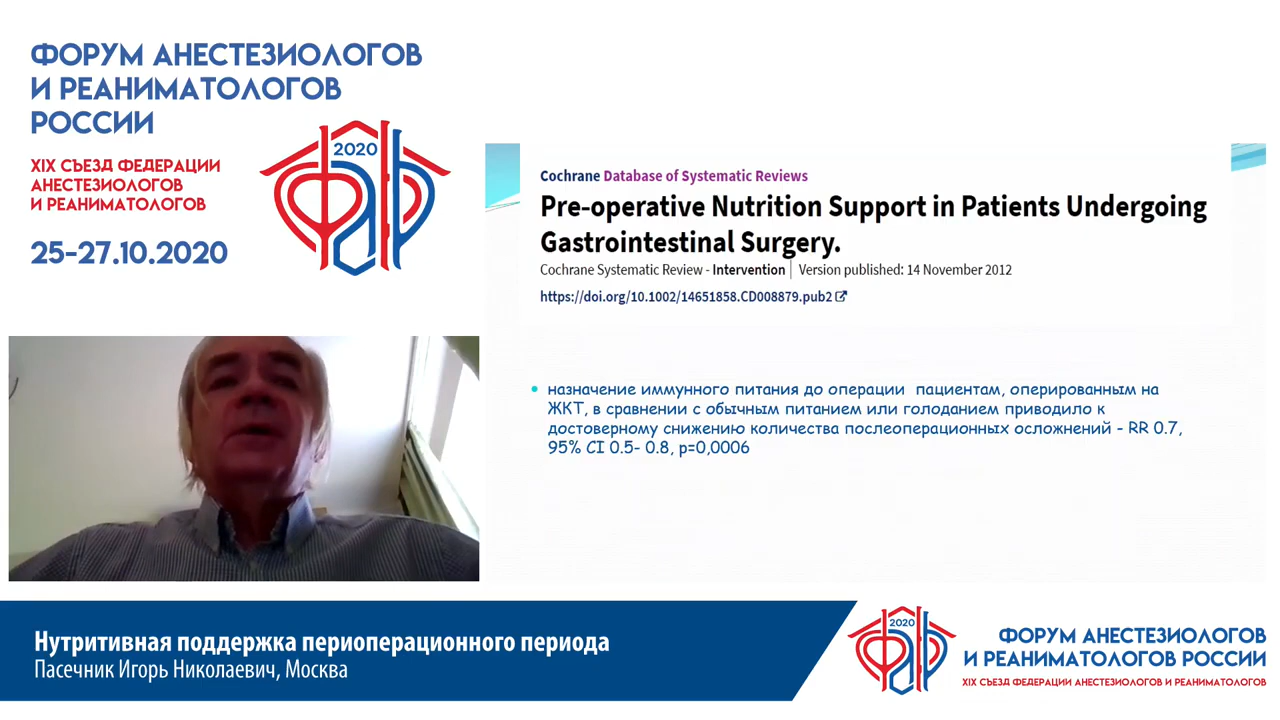 ФОРУМ АНЕСТЕЗИОЛОГОВ
И РЕАНИМАТОЛОГОВ
РОССИИ
XIX СЪЕЗД ФЕДЕРАЦИИ
АНЕСТЕЗИОЛОГОВ
И РЕАНИМАТОЛОГОВ
25-27.10.2020
2020
ФАР
Cochrane Database of Systematic Reviews
Pre-operative Nutrition Support in Patients Undergoing
Gastrointestinal Surgery.
Cochrane Systematic Review - Intervention | Version published: 14 November 2012
https://doi.org/10.1002/14651858.CD008879.pub2
• назначение иммунного питания до операции пациентам, оперированным на
ЖКТ, в сравнении с обычным питанием или голоданием приводило к
достоверному снижению количества послеоперационных осложнений - RR 0.7,
95% CI 0.5- 0.8, p=0,0006
Нутритивная поддержка периоперационного периода
Пасечник Игорь Николаевич, Москва
2020
ФАР
ФОРУМ АНЕСТЕЗИОЛОГОВ
И РЕАНИМАТОЛОГОВ РОССИИ
XIX СЪЕЗД ФЕДЕРАЦИИ АНЕСТЕЗИОЛОГОВ И РЕАНИМАТОЛОГОВ